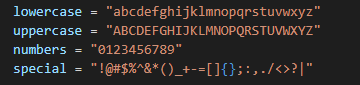 lowercase = "abcdefghijklmnopqrstuvwxyz"
uppercase = "ABCDEFGHIJKLMNOPQRSTUVWXYZ"
numbers = "0123456789"
special = "!@#$%^&*()_+-=[]{};:,./<>?|"